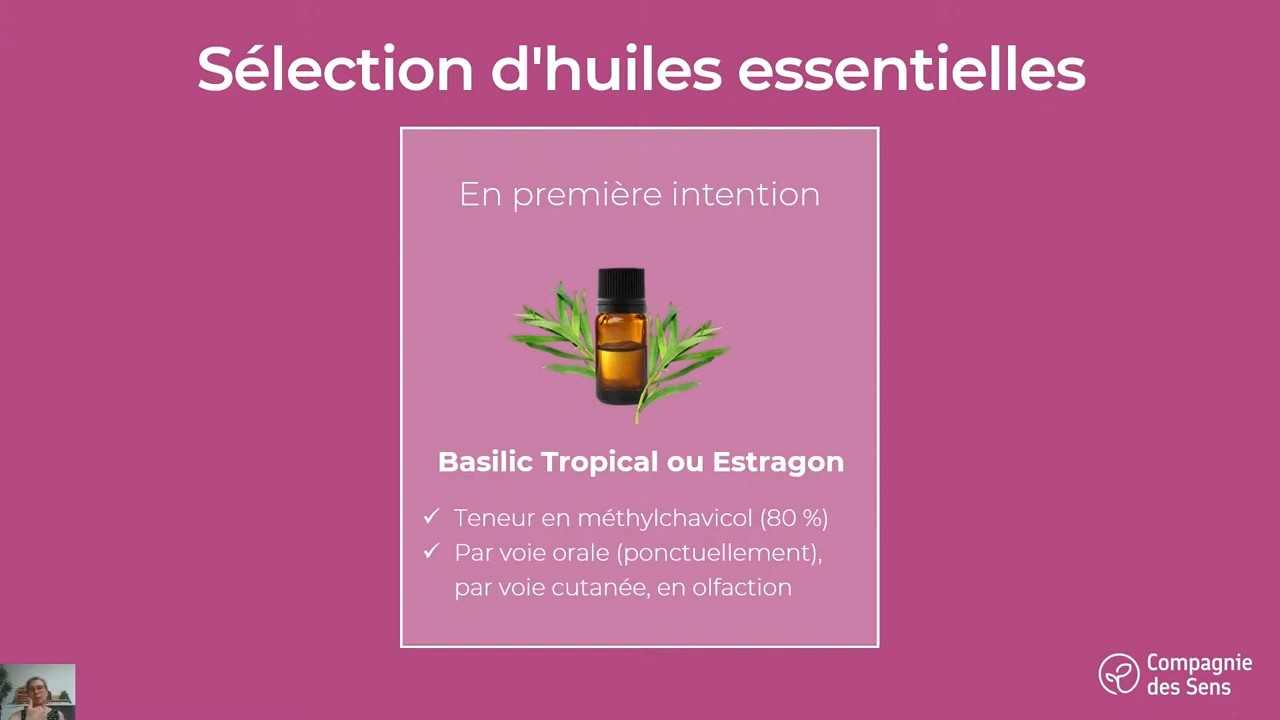 Sélection d'huiles essentielles
En première intention
Basilic Tropical ou Estragon
✓ Teneur en méthylchavicol (80 %)
✓ Par voie orale (ponctuellement),
par voie cutanée, en olfaction
Compagnie
des Sens